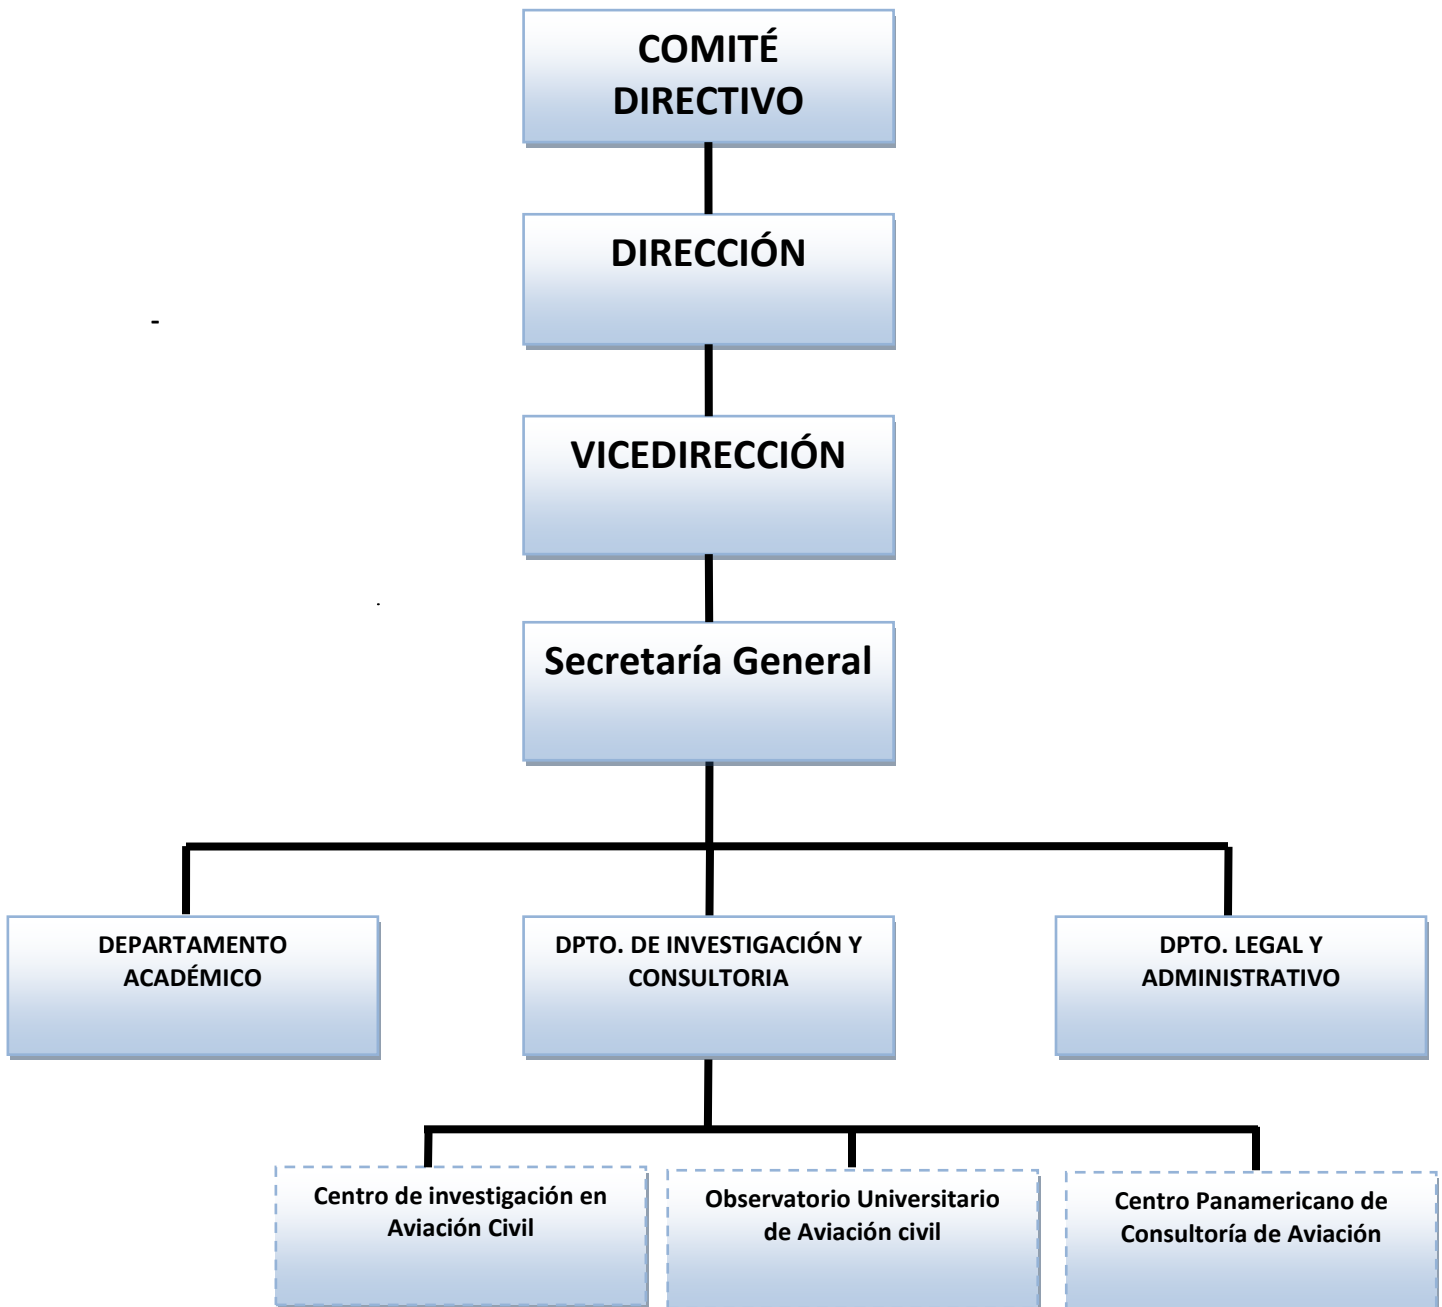 COMITÉ
DIRECTIVO
DIRECCIÓN
-
VICEDIRECCIÓN
.
Secretaría General
DEPARTAMENTO
ACADÉMICO
DPTO. DE INVESTIGACIÓN Y
CONSULTORIA
DPTO. LEGAL Y
ADMINISTRATIVO
Centro de investigación en
Aviación Civil
Observatorio Universitario
de Aviación civil
Centro Panamericano de
Consultoría de Aviación